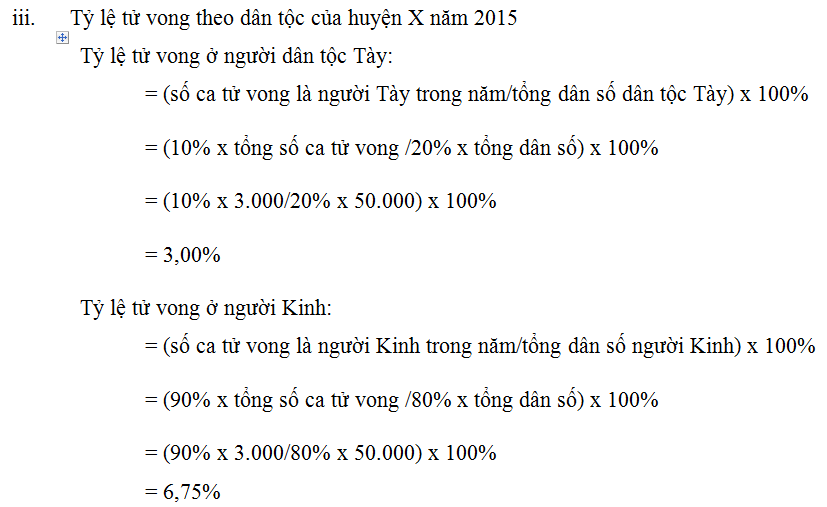 iii. Tỷ lệ tử vong theo dân tộc của huyện X năm 2015
Tỷ lệ tử vong ở người dân tộc Tày:
= (số ca tử vong là người Tày trong năm/tổng dân số dân tộc Tày) x 100%
= (10% x tổng số ca tử vong /20% x tổng dân số) x 100%
= (10% x 3.000/20% x 50.000) x 100%
= 3,00%
Tỷ lệ tử vong ở người Kinh:
= (số ca tử vong là người Kinh trong năm/tổng dân số người Kinh) x 100%
= (90% x tổng số ca tử vong /80% x tổng dân số) x 100%
= (90% x 3.000/80% x 50.000) x 100%
= 6,75%